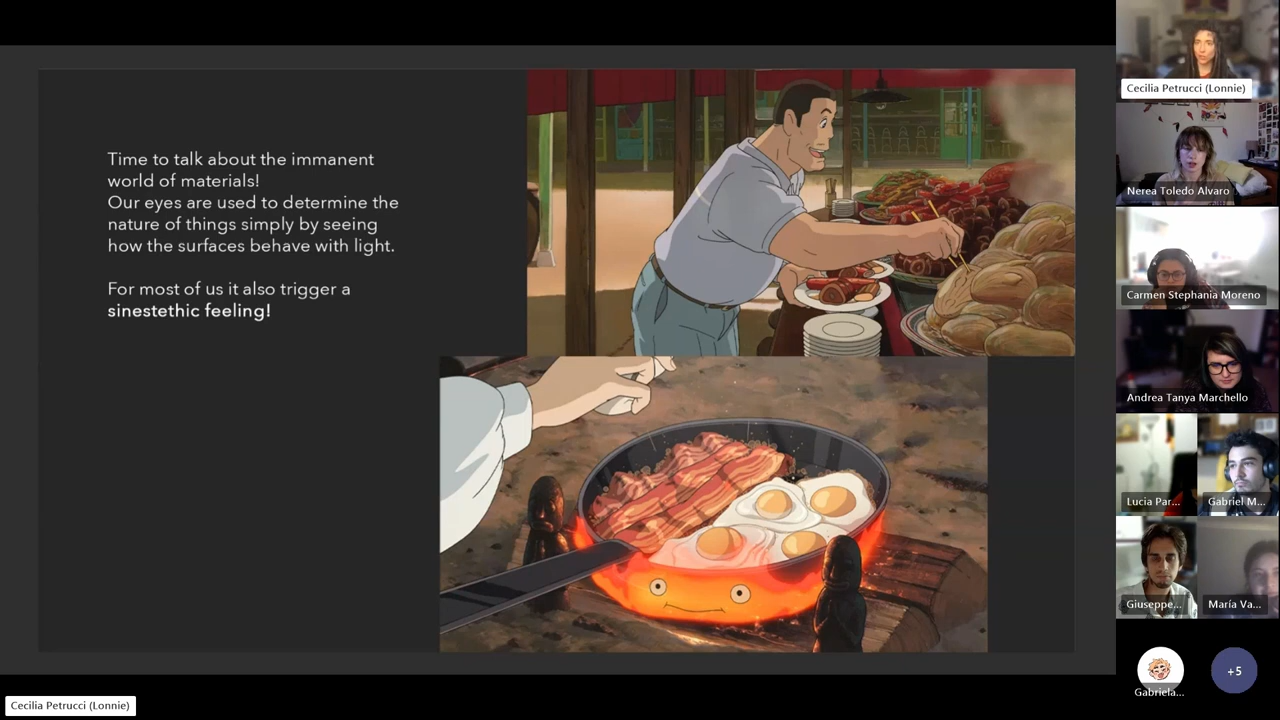 Time to talk about the immanent
world of materials!
Our eyes are used to determine the
nature of things simply by seeing
how the surfaces behave with light.
For most of us it also trigger a
sinestethic feeling!
Cecilia Petrucci (Lonnie)
Nerea Toledo Alvaro
Carmen Stephania Moreno
Andrea Tanya Marchello
Lucia Par...
Gabriel M...
Giuseppe...
María Va...
Gabriela...
+5
Cecilia Petrucci (Lonnie)